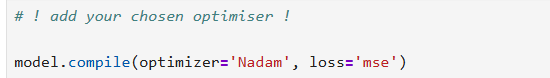 # ! add your chosen optimiser !
model.compile(optimizer='Nadam', loss='mse')